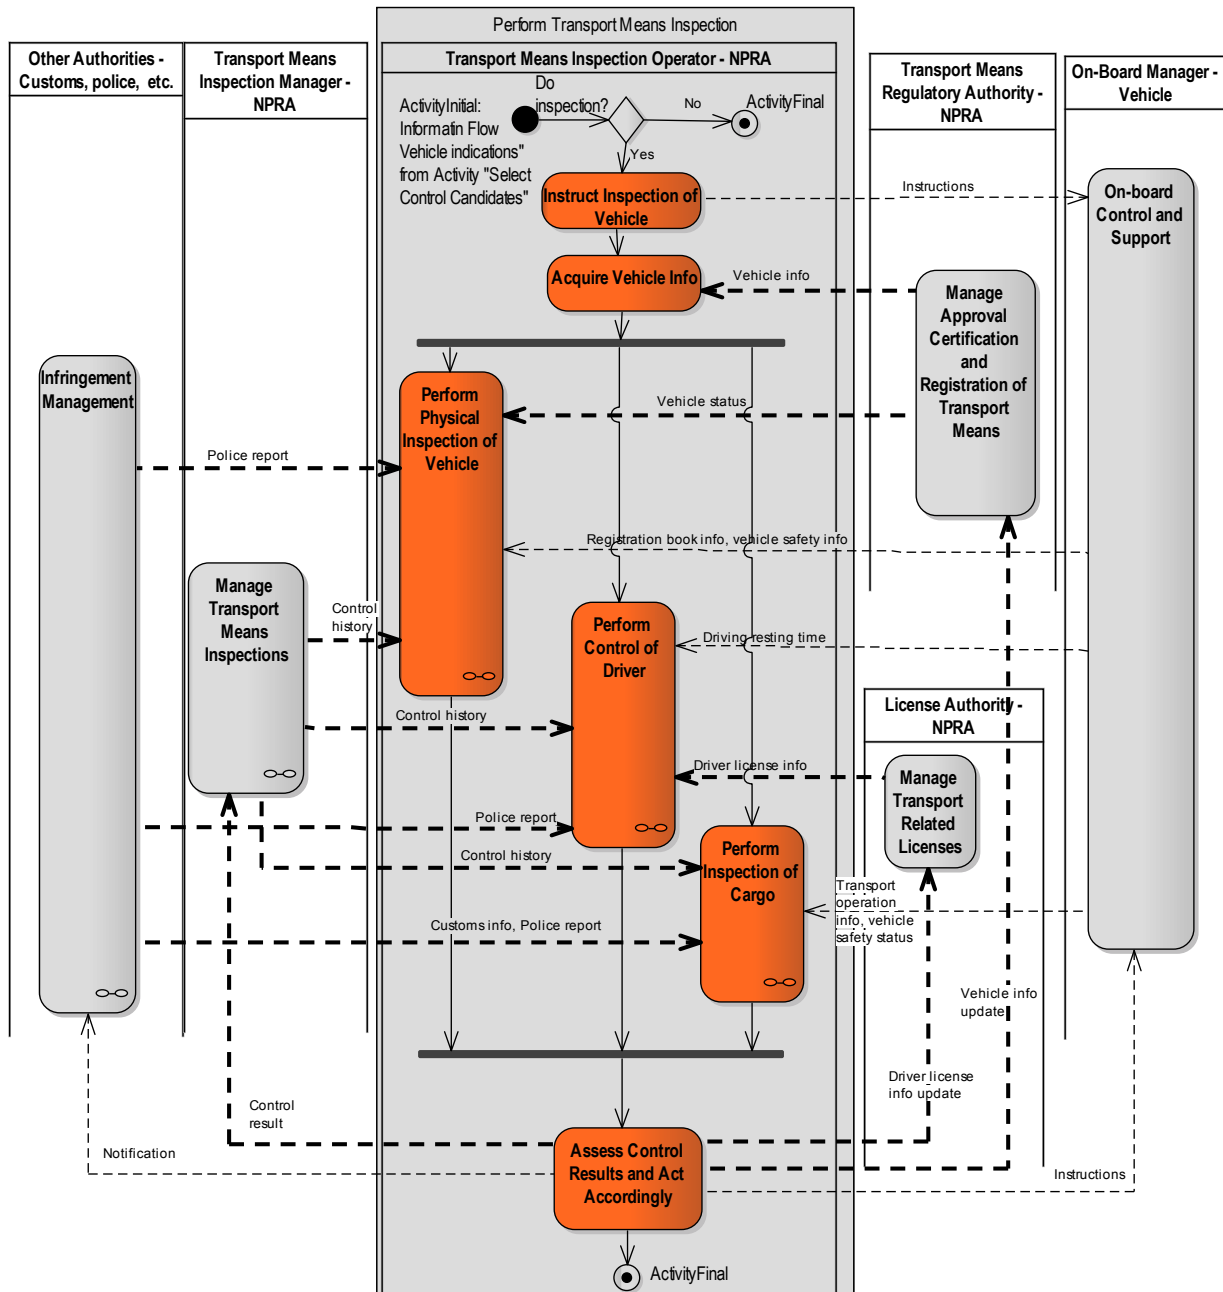 Perform Transport Means Inspection
Other Authorities -
Customs, police, etc.
Transport Means
Inspection Manager -
NPRA
Transport Means Inspection Operator - NPRA
Transport Means
Regulatory Authority -
NPRA
On-Board Manager -
Vehicle
ActivityInitial:
Informatin Flow
Vehicle indications"
from Activity "Select
Control Candidates"
Do
inspection?
No
ActivityFinal
Yes
Instruct Inspection of
Vehicle
Instructions
On-board
Control and
Support
Acquire Vehicle Info
Vehicle info
Manage
Approval
Certification
and
Registration of
Transport
Means
Infringement
Management
Perform
Physical
Inspection of
Vehicle
Vehicle status
Police report
Registration book info, vehicle safety info
Manage
Transport
Means
Inspections
Control
history
Perform
Control of
Driver
Driving resting time
License Authority -
NPRA
Control history
Driver license info
Manage
Transport
Related
Licenses
Police report
Control history
Perform
Inspection of
Cargo
Transport
operation
info, vehicle
safety status
Customs info, Police report
Vehicle info
update
Driver license
info update
Control
result
Notification
Assess Control
Results and Act
Accordingly
Instructions
ActivityFinal